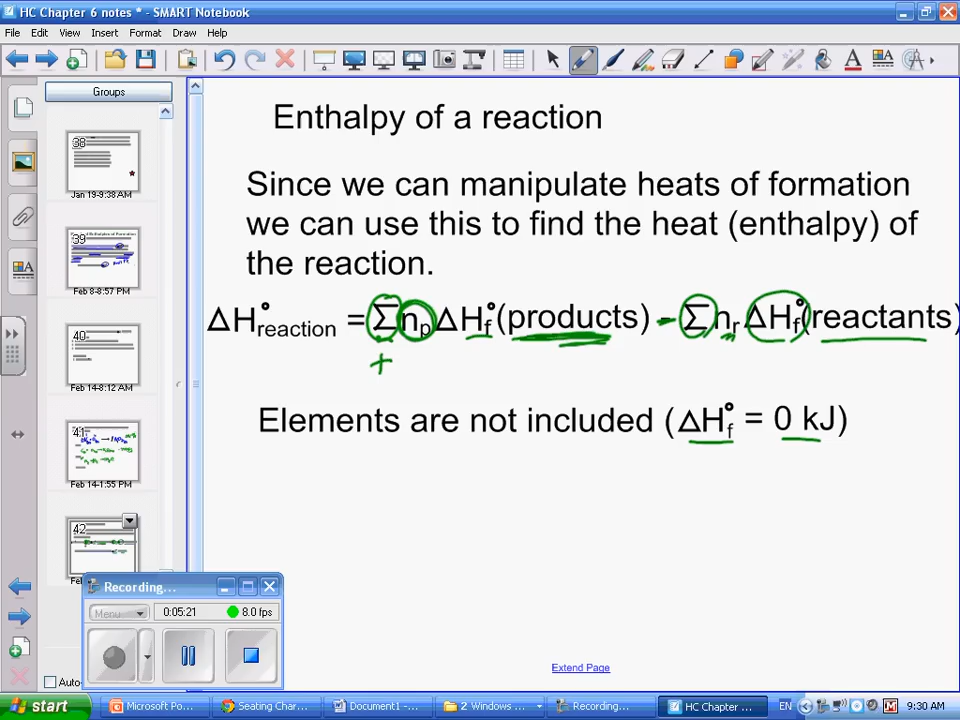 HC Chapter 6 notes * - SMART Notebook
File Edit View Insert Format Draw Help
Groups
38
Jan 19-9:38 AM
39
Feb 8-8:57 PM
40
Feb 14-8:12 AM
41
Feb 14-1:55 PM
42
Enthalpy of a reaction
Since we can manipulate heats of formation
we can use this to find the heat (enthalpy) of
the reaction.
ΔH°reaction = ΣnpΔHf°(products) - ΣnrΔHf°(reactants)
+
Elements are not included (ΔHf° = 0 kJ)
Extend Page
Recording...
Menu 0:05:21 8.0 fps
Auto-
start Microsoft Po... Seating Char... Document1 - ... 2 Windows ... Recording... HC Chapter ... EN 9:30 AM